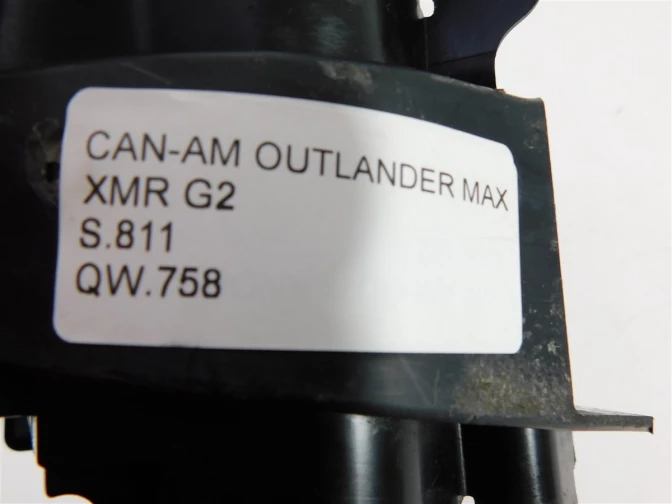 CAN-AM OUTLANDER MAX
XMR G2
S.811
QW.758